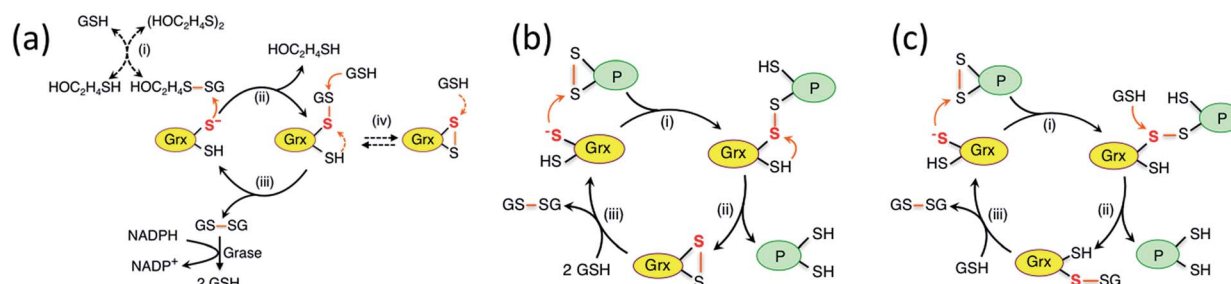 (a)
GSH
(HOC2H4S)2
(i)
HOC2H4SH
HOC2H4S–SG
HOC2H4SH
(ii)
GSH
GS
S-
Grx
SH
S
Grx
SH
(iv)
GSH
S
Grx
S
(iii)
GS–SG
NADPH
Grase
NADP+
2 GSH
(b)
S
S
P
(i)
HS
P
S
S
-S
Grx
HS
Grx
SH
GS–SG
(iii)
(ii)
2 GSH
Grx
S
S
P
SH
SH
(c)
S
S
P
(i)
GSH
HS
P
S–S
-S
Grx
HS
Grx
SH
GS–SG
(iii)
(ii)
GSH
Grx
SH
S–SG
P
SH
SH